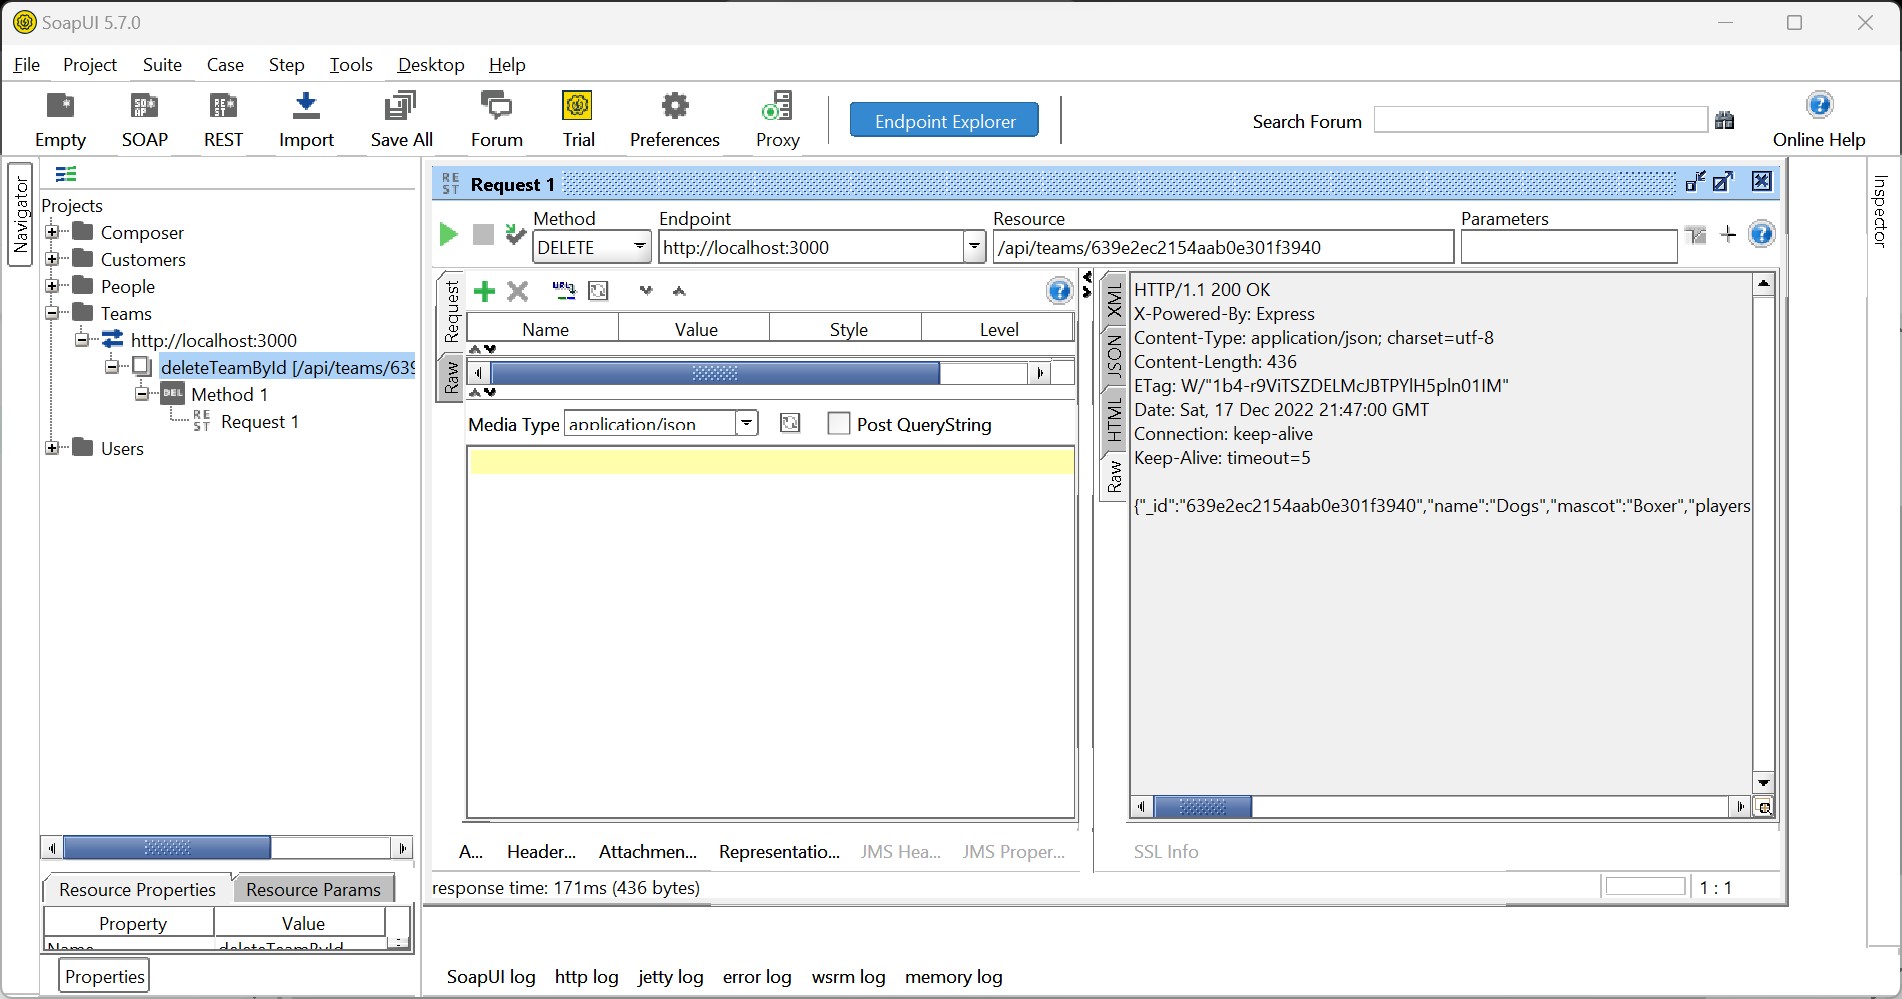 SoapUI 5.7.0
File Project Suite Case Step Tools Desktop Help
Empty SOAP REST Import Save All Forum Trial Preferences Proxy Endpoint Explorer Search Forum Online Help
Navigator
Projects
Composer
Customers
People
Teams
http://localhost:3000
deleteTeamById [/api/teams/639
DEL Method 1
REST Request 1
Users
Resource Properties Resource Params
Property Value
Name deleteTeamById
Properties
REST Request 1
Method Endpoint Resource Parameters
DELETE http://localhost:3000 /api/teams/639e2ec2154aab0e301f3940
Request
Raw
Name Value Style Level
Media Type application/json Post QueryString
A... Header... Attachmen... Representatio... JMS Hea... JMS Proper...
XML
JSON
HTML
Raw
HTTP/1.1 200 OK
X-Powered-By: Express
Content-Type: application/json; charset=utf-8
Content-Length: 436
ETag: W/"1b4-r9ViTSZDELMcJBTPYlH5pln01IM"
Date: Sat, 17 Dec 2022 21:47:00 GMT
Connection: keep-alive
Keep-Alive: timeout=5
{"_id":"639e2ec2154aab0e301f3940","name":"Dogs","mascot":"Boxer","players
SSL Info
response time: 171ms (436 bytes) 1 : 1
Inspector
SoapUI log http log jetty log error log wsrm log memory log